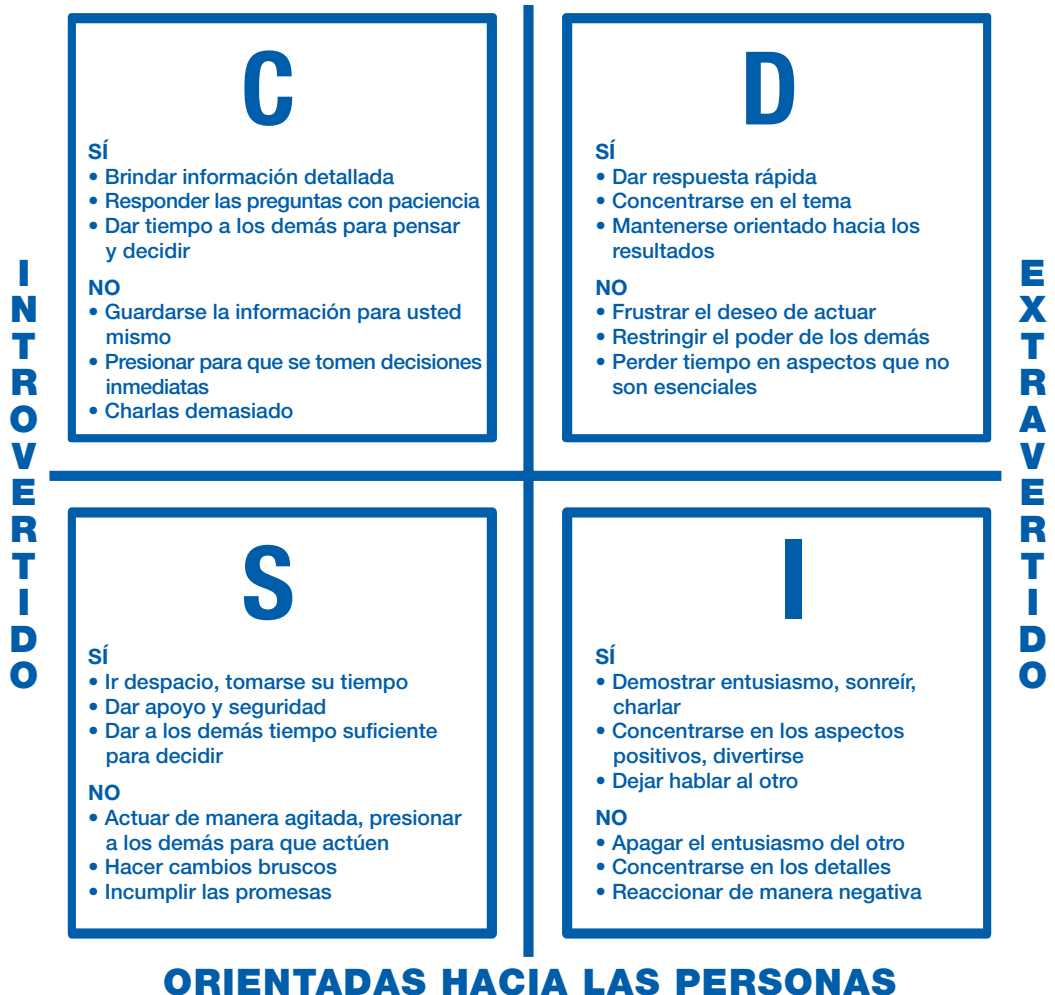 C
SÍ
• Brindar información detallada
• Responder las preguntas con paciencia
• Dar tiempo a los demás para pensar
y decidir
NO
• Guardarse la información para usted
mismo
• Presionar para que se tomen decisiones
inmediatas
• Charlas demasiado
D
SÍ
• Dar respuesta rápida
• Concentrarse en el tema
• Mantenerse orientado hacia los
resultados
NO
• Frustrar el deseo de actuar
• Restringir el poder de los demás
• Perder tiempo en aspectos que no
son esenciales
INTROVERTIDO
EXTRAVERTIDO
S
SÍ
• Ir despacio, tomarse su tiempo
• Dar apoyo y seguridad
• Dar a los demás tiempo suficiente
para decidir
NO
• Actuar de manera agitada, presionar
a los demás para que actúen
• Hacer cambios bruscos
• Incumplir las promesas
I
SÍ
• Demostrar entusiasmo, sonreír,
charlar
• Concentrarse en los aspectos
positivos, divertirse
• Dejar hablar al otro
NO
• Apagar el entusiasmo del otro
• Concentrarse en los detalles
• Reaccionar de manera negativa
ORIENTADAS HACIA LAS PERSONAS